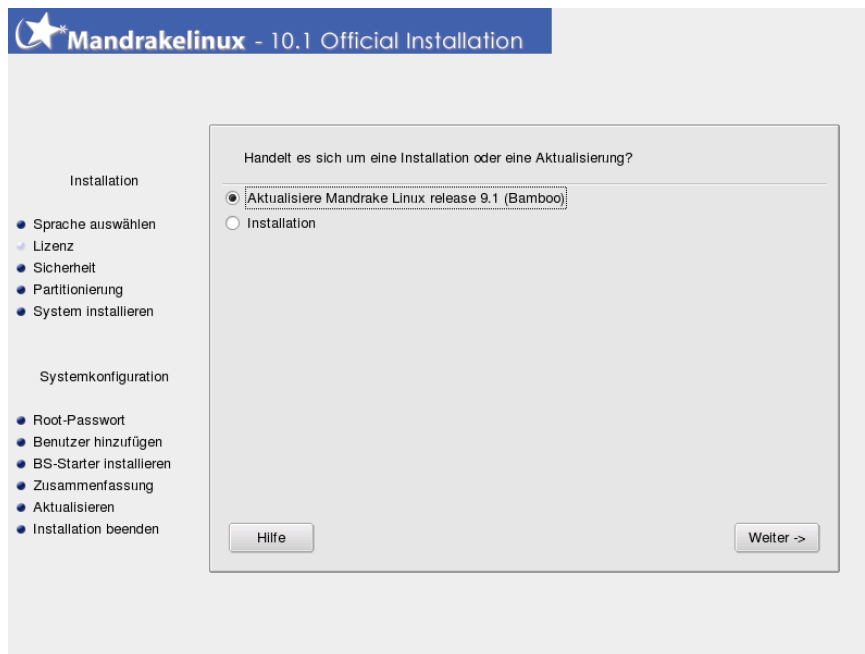 Mandrakelinux - 10.1 Official Installation
Installation
Sprache auswählen
Lizenz
Sicherheit
Partitionierung
System installieren
Systemkonfiguration
Root-Passwort
Benutzer hinzufügen
BS-Starter installieren
Zusammenfassung
Aktualisieren
Installation beenden
Handelt es sich um eine Installation oder eine Aktualisierung?
Aktualisiere Mandrake Linux release 9.1 (Bamboo)
Installation
Hilfe
Weiter ->